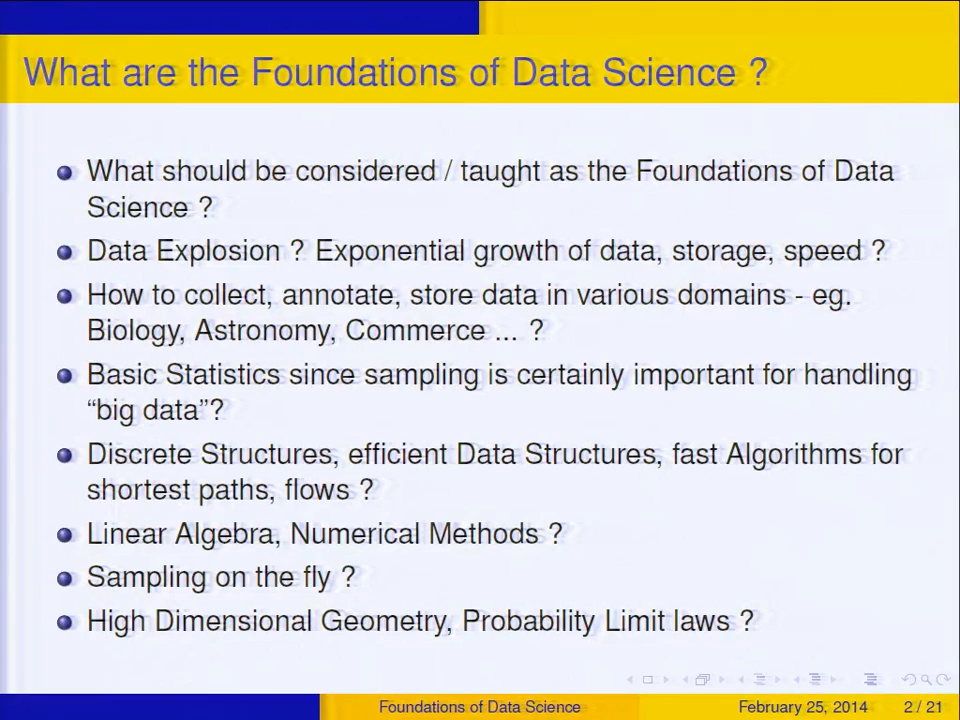 What are the Foundations of Data Science ?
What should be considered / taught as the Foundations of Data
Science ?
Data Explosion ? Exponential growth of data, storage, speed ?
How to collect, annotate, store data in various domains - eg.
Biology, Astronomy, Commerce ... ?
Basic Statistics since sampling is certainly important for handling
“big data”?
Discrete Structures, efficient Data Structures, fast Algorithms for
shortest paths, flows ?
Linear Algebra, Numerical Methods ?
Sampling on the fly ?
High Dimensional Geometry, Probability Limit laws ?
Foundations of Data Science February 25, 2014 2 / 21